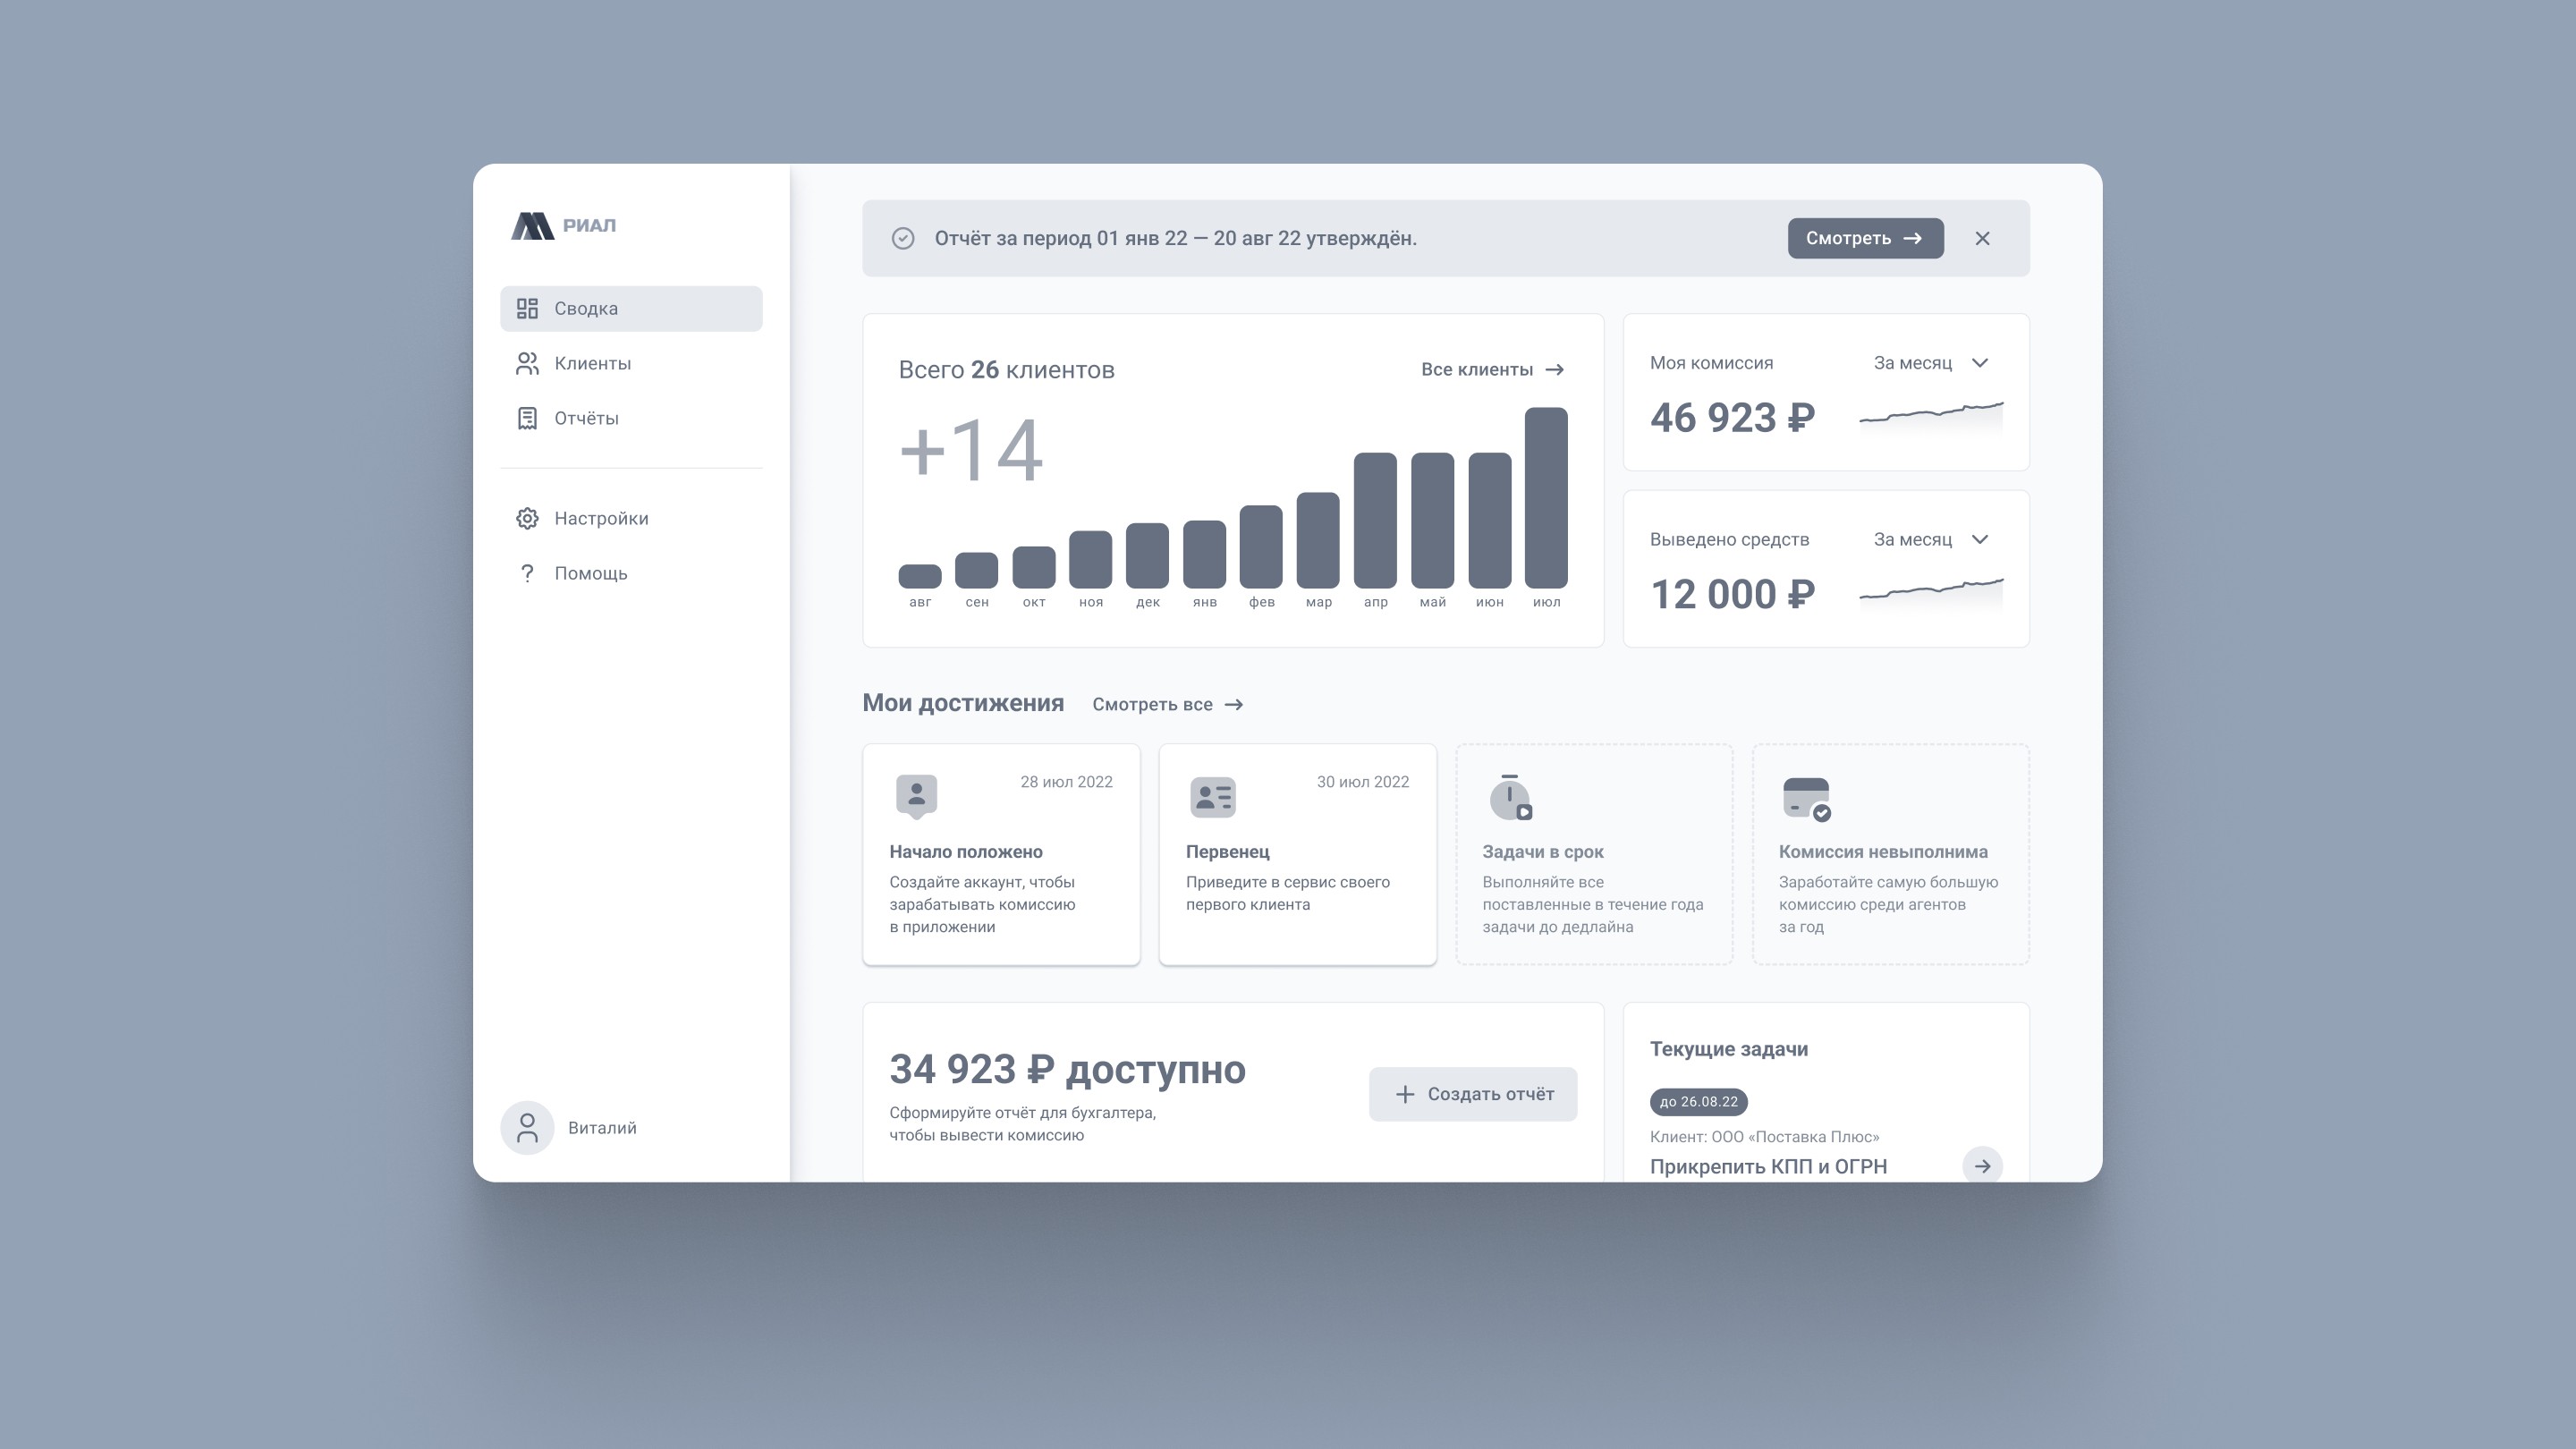 РИАЛ
Сводка
Клиенты
Отчёты
Настройки
Помощь
Виталий
Отчёт за период 01 янв 22 — 20 авг 22 утверждён.
Смотреть
Всего 26 клиентов
Все клиенты
+14
авг сен окт ноя дек янв фев мар апр май июн июл
Моя комиссия
За месяц
46 923 ₽
Выведено средств
За месяц
12 000 ₽
Мои достижения
Смотреть все
28 июл 2022
Начало положено
Создайте аккаунт, чтобы
зарабатывать комиссию
в приложении
30 июл 2022
Первенец
Приведите в сервис своего
первого клиента
Задачи в срок
Выполняйте все
поставленные в течение года
задачи до дедлайна
Комиссия невыполнима
Заработайте самую большую
комиссию среди агентов
за год
34 923 ₽ доступно
Сформируйте отчёт для бухгалтера,
чтобы вывести комиссию
Создать отчёт
Текущие задачи
до 26.08.22
Клиент: ООО «Поставка Плюс»
Прикрепить КПП и ОГРН